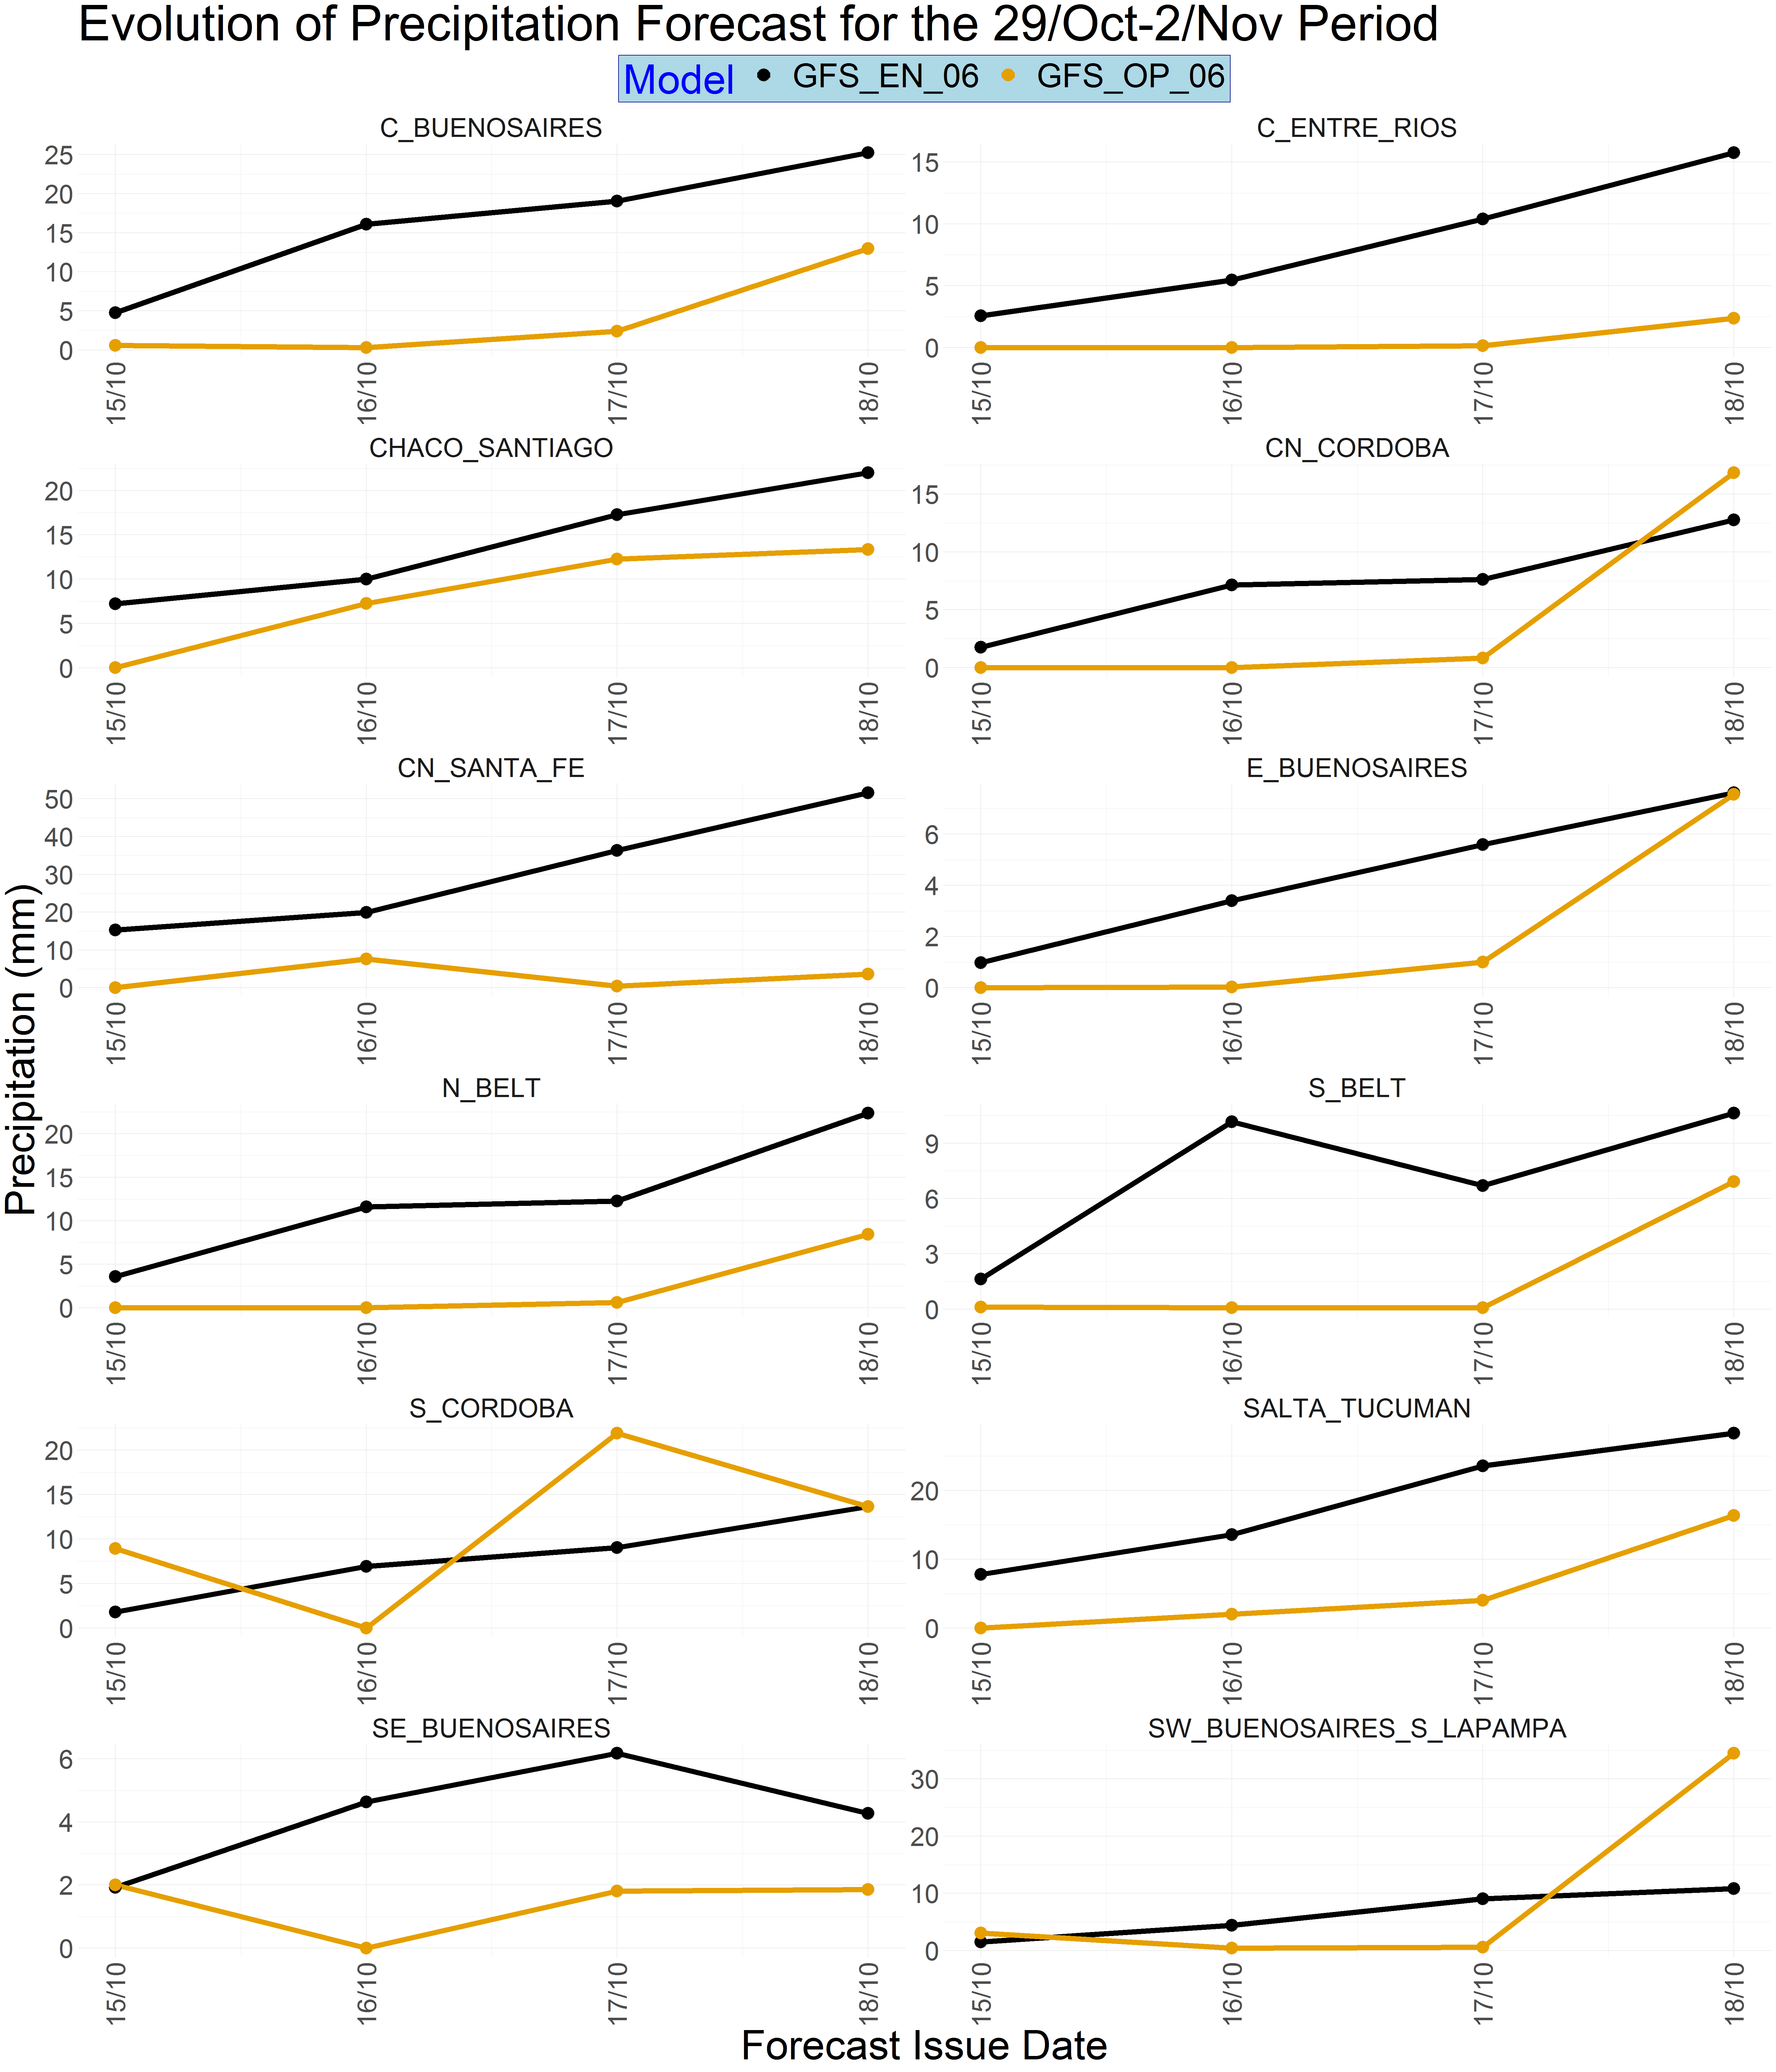 Evolution of Precipitation Forecast for the 29/Oct-2/Nov Period
Model GFS_EN_06 GFS_OP_06
C_BUENOSAIRES
25
20
15
10
5
0
15/10 16/10 17/10 18/10
C_ENTRE_RIOS
15
10
5
0
15/10 16/10 17/10 18/10
CHACO_SANTIAGO
20
15
10
5
0
15/10 16/10 17/10 18/10
CN_CORDOBA
15
10
5
0
15/10 16/10 17/10 18/10
CN_SANTA_FE
50
40
30
20
10
0
15/10 16/10 17/10 18/10
E_BUENOSAIRES
6
4
2
0
15/10 16/10 17/10 18/10
Precipitation (mm)
N_BELT
20
15
10
5
0
15/10 16/10 17/10 18/10
S_BELT
9
6
3
0
15/10 16/10 17/10 18/10
S_CORDOBA
20
15
10
5
0
15/10 16/10 17/10 18/10
SALTA_TUCUMAN
20
10
0
15/10 16/10 17/10 18/10
SE_BUENOSAIRES
6
4
2
0
15/10 16/10 17/10 18/10
SW_BUENOSAIRES_S_LAPAMPA
30
20
10
0
15/10 16/10 17/10 18/10
Forecast Issue Date